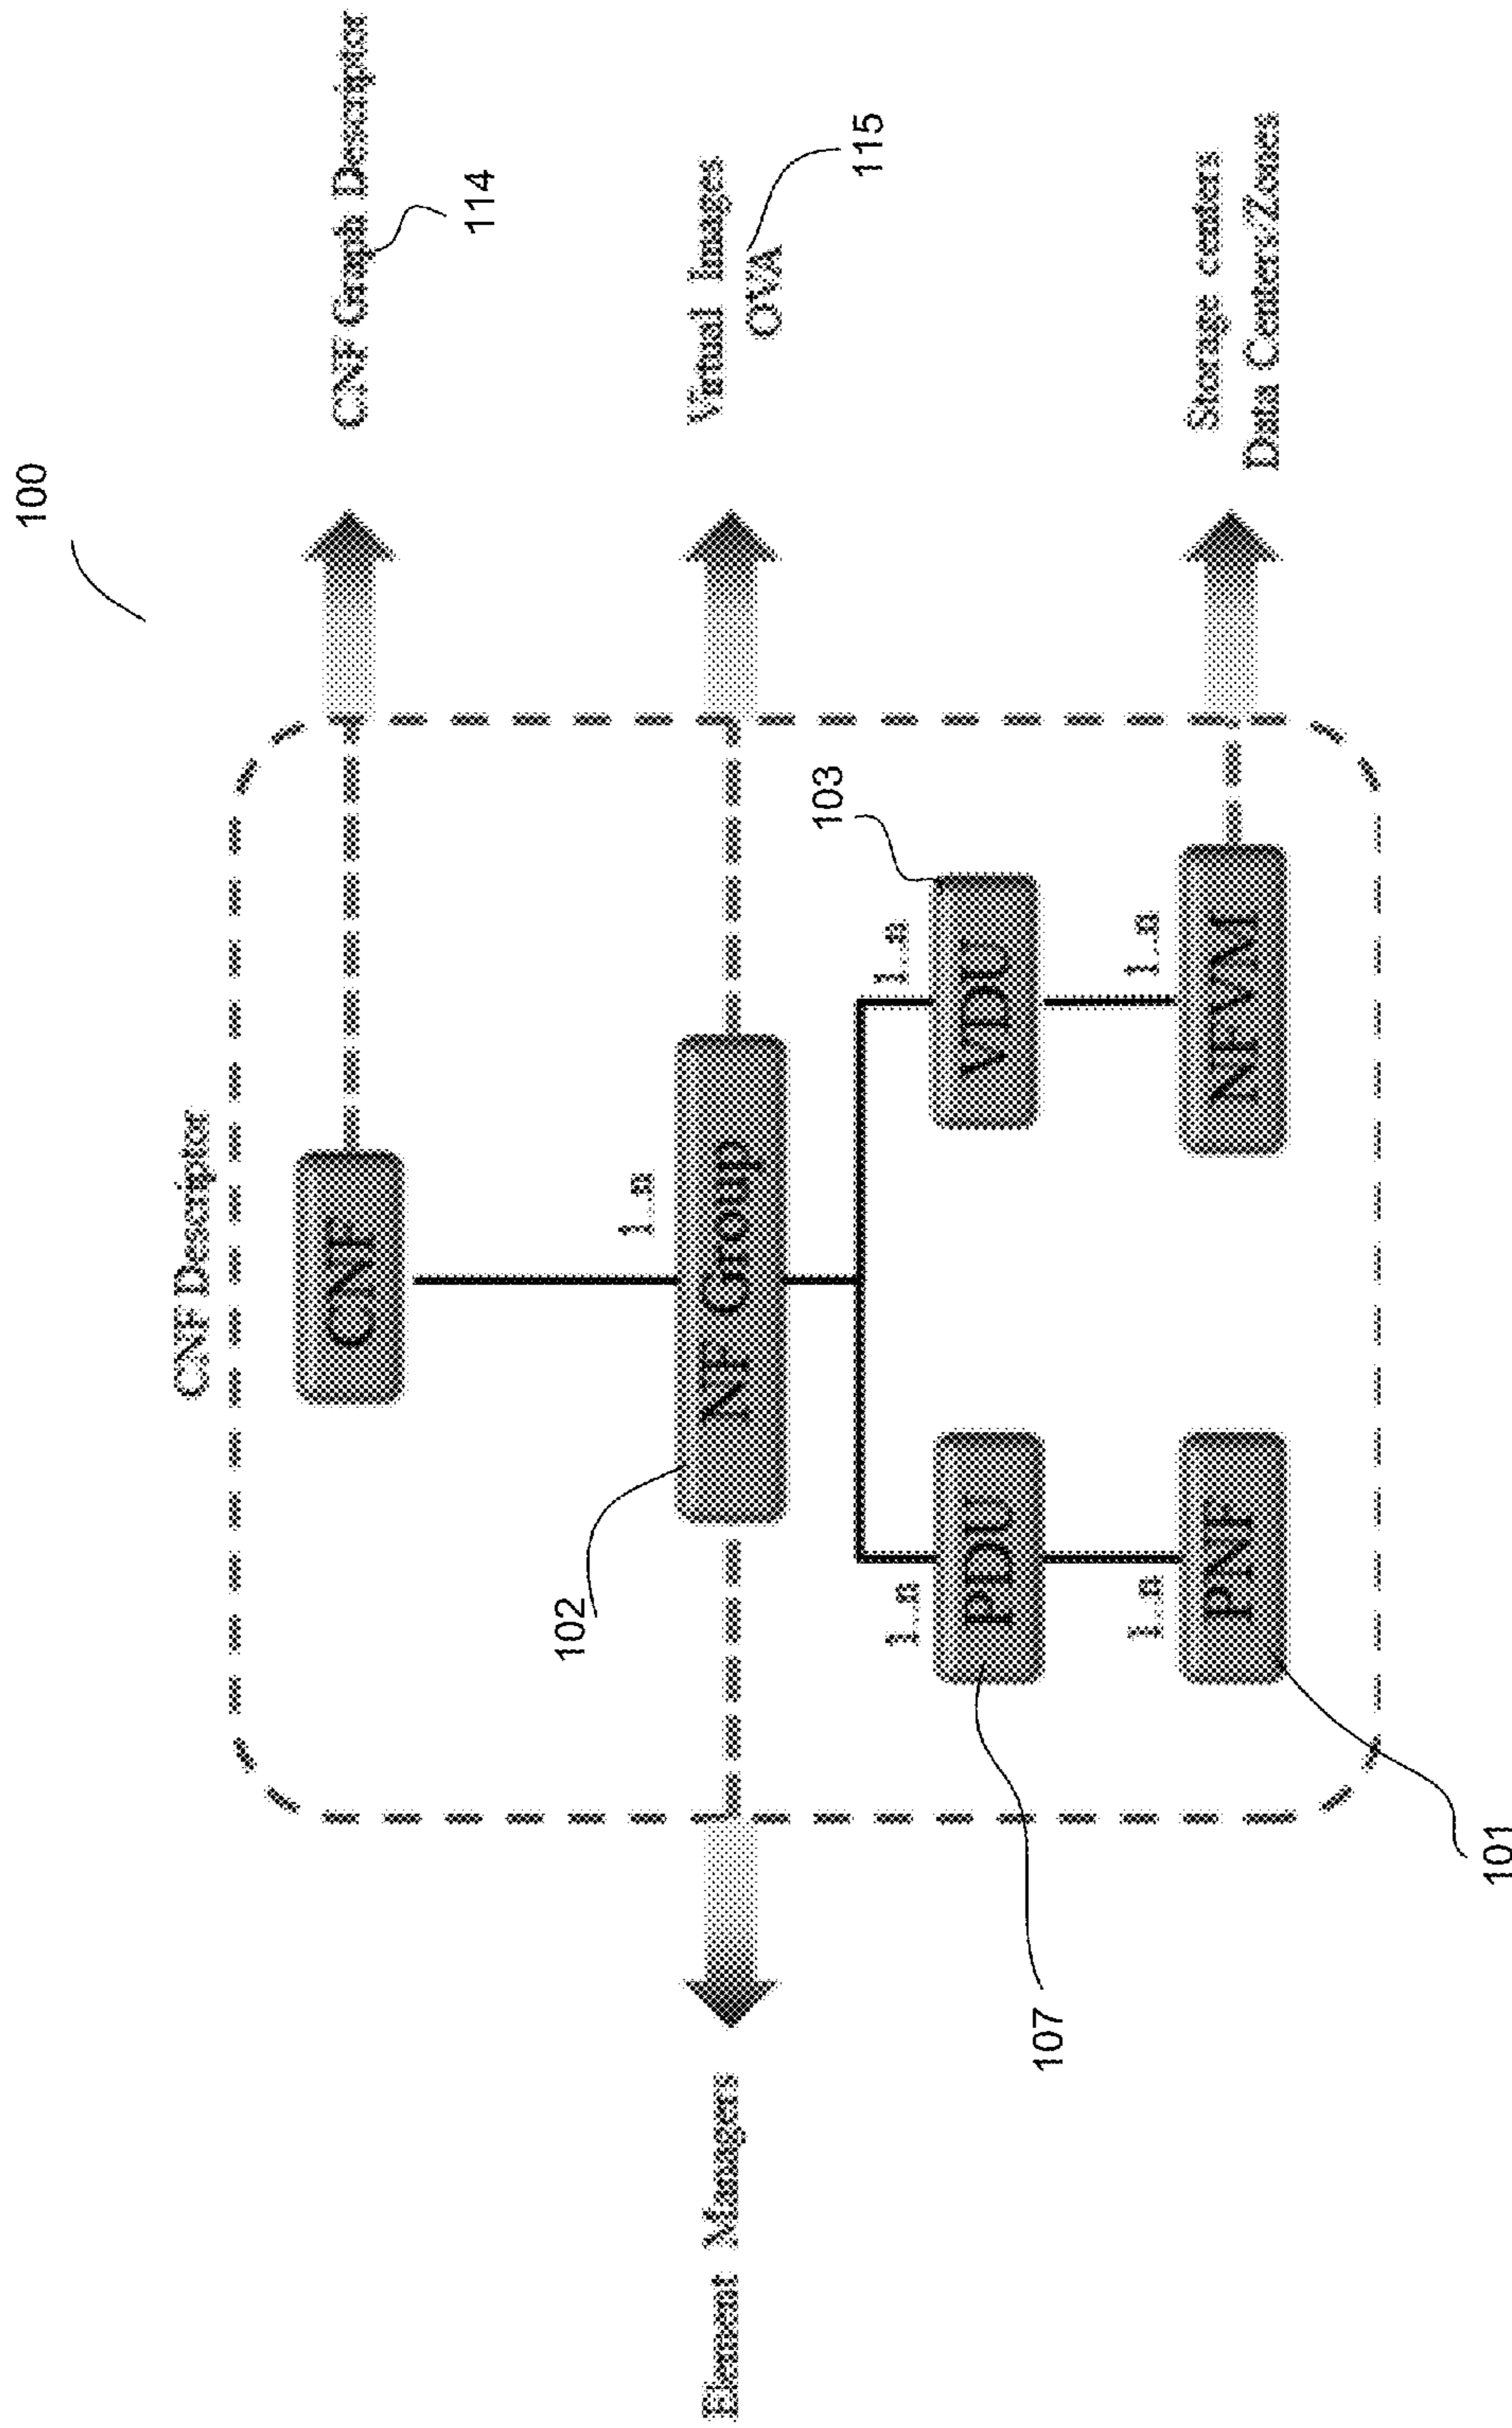 100
CNF Descriptor
CNF
CNF Graph Descriptor
114
1..n
102
NF Group
Element Managers
Virtual Images
OVA
115
103
1..n
1..n
PDU
VDU
107
1..n
1..n
PNF
NFVM
101
Storage centers
Data Centers/Zones